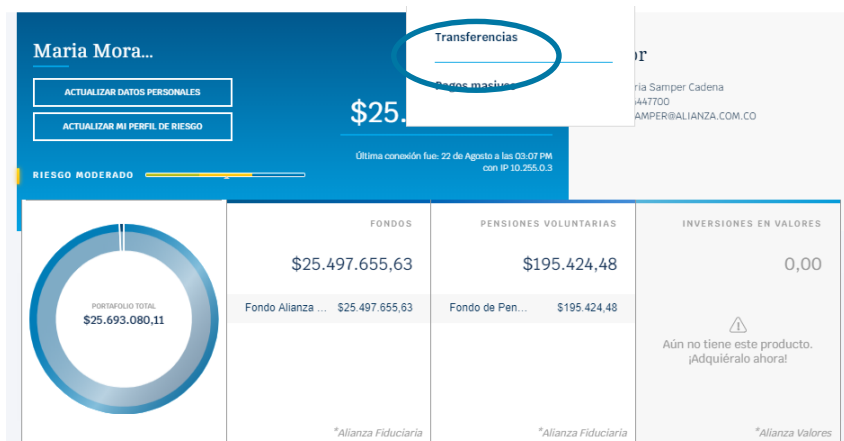 Transferencias
Pagos masivos
Maria Mora...
ACTUALIZAR DATOS PERSONALES
ACTUALIZAR MI PERFIL DE RIESGO
$25.
Última conexión fue: 22 de Agosto a las 03:07 PM
con IP 10.255.0.3
RIESGO MODERADO
or
ria Samper Cadena
447700
AMPER@ALIANZA.COM.CO
PORTAFOLIO TOTAL
$25.693.080,11
FONDOS
$25.497.655,63
Fondo Alianza ... $25.497.655,63
*Alianza Fiduciaria
PENSIONES VOLUNTARIAS
$195.424,48
Fondo de Pen... $195.424,48
*Alianza Fiduciaria
INVERSIONES EN VALORES
0,00
Aún no tiene este producto.
¡Adquiéralo ahora!
*Alianza Valores